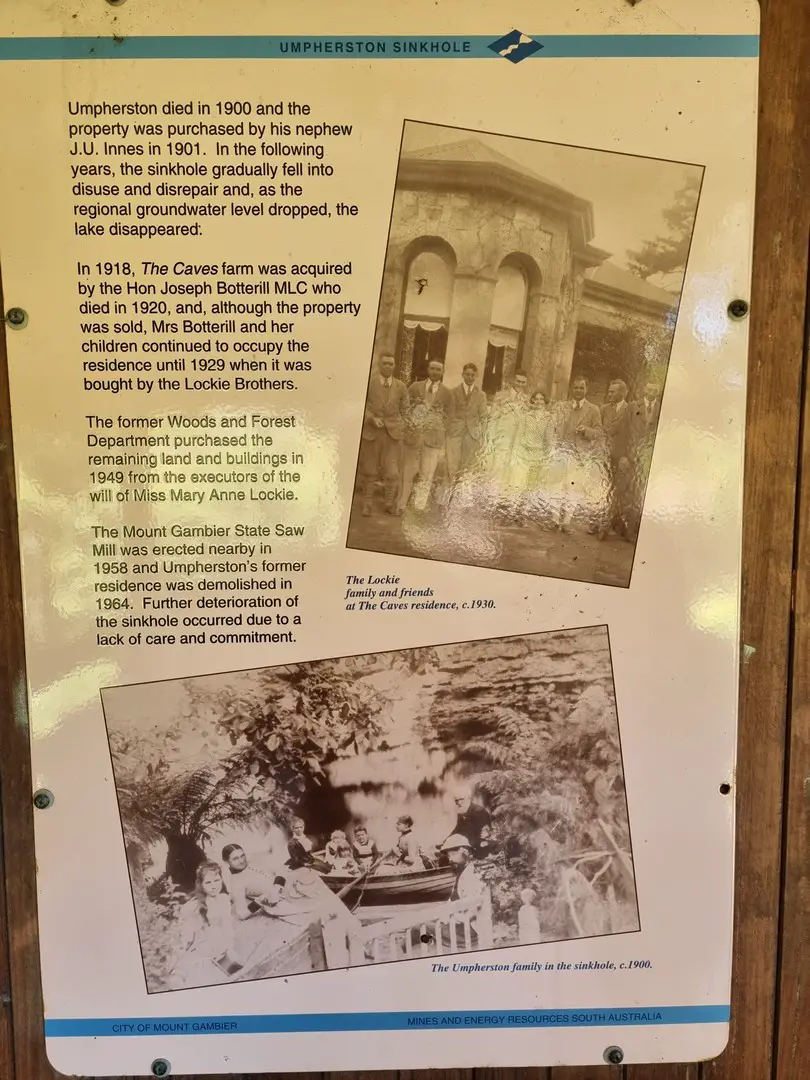 UMPHERSTON SINKHOLE
Umpherston died in 1900 and the
property was purchased by his nephew
J.U. Innes in 1901. In the following
years, the sinkhole gradually fell into
disuse and disrepair and, as the
regional groundwater level dropped, the
lake disappeared.
In 1918, The Caves farm was acquired
by the Hon Joseph Botterill MLC who
died in 1920, and, although the property
was sold, Mrs Botterill and her
children continued to occupy the
residence until 1929 when it was
bought by the Lockie Brothers.
The former Woods and Forest
Department purchased the
remaining land and buildings in
1949 from the executors of the
will of Miss Mary Anne Lockie.
The Mount Gambier State Saw
Mill was erected nearby in
1958 and Umpherston's former
residence was demolished in
1964. Further deterioration of
the sinkhole occurred due to a
lack of care and commitment.
The Lockie
family and friends
at The Caves residence, c.1930.
The Umpherston family in the sinkhole, c.1900.
CITY OF MOUNT GAMBIER
MINES AND ENERGY RESOURCES SOUTH AUSTRALIA